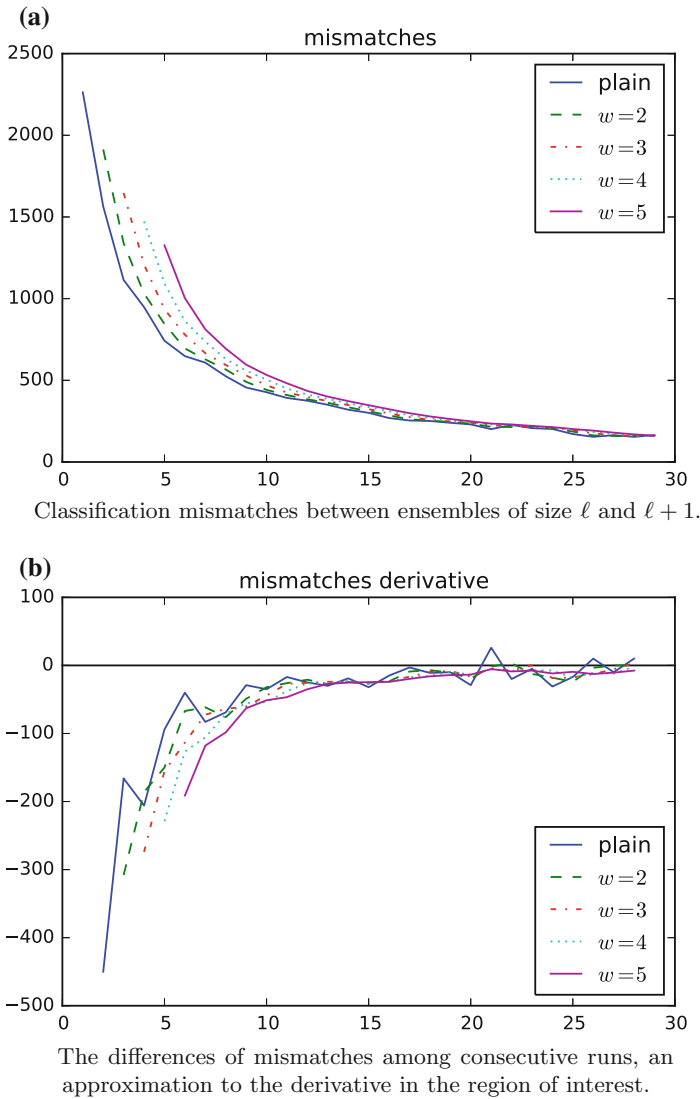 (a)
mismatches
2500
2000
1500
1000
500
0
0 5 10 15 20 25 30
plain
w=2
w=3
w=4
w=5
Classification mismatches between ensembles of size ℓ and ℓ + 1.
(b)
mismatches derivative
100
0
−100
−200
−300
−400
−500
0 5 10 15 20 25 30
plain
w=2
w=3
w=4
w=5
The differences of mismatches among consecutive runs, an
approximation to the derivative in the region of interest.